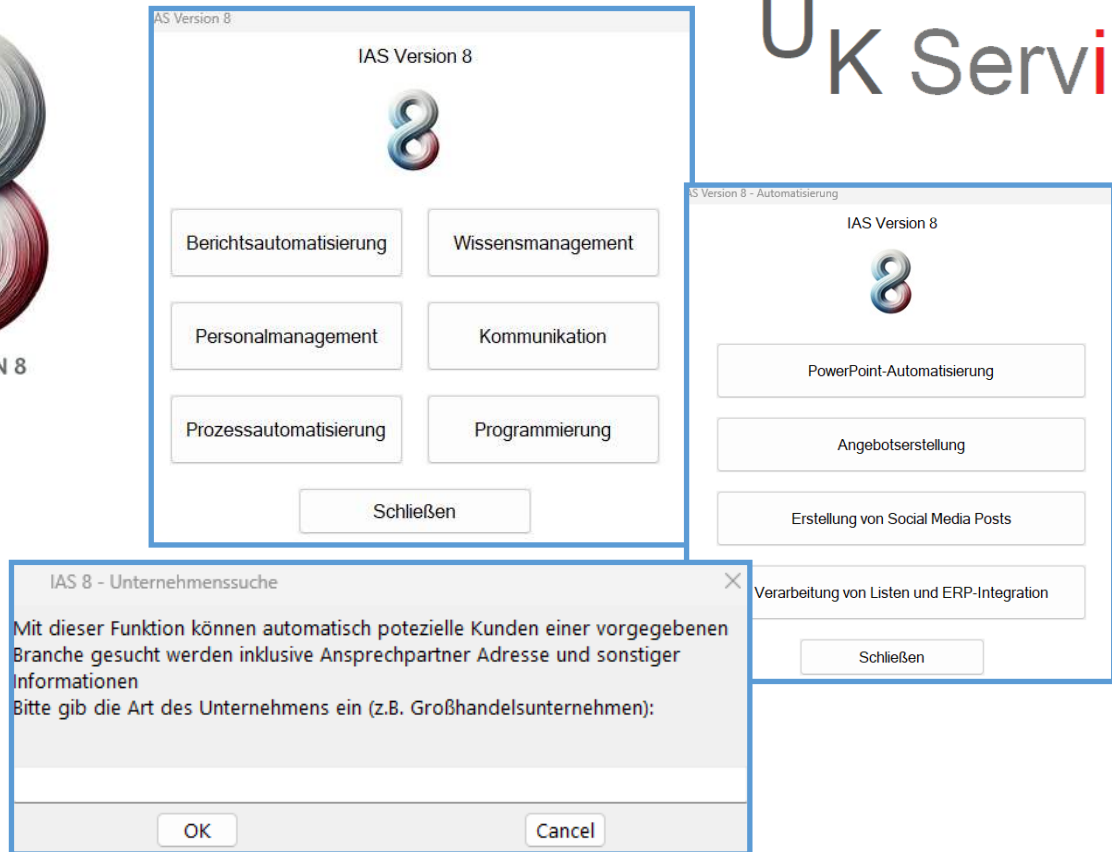 AS Version 8
IAS Version 8
Berichtsautomatisierung
Wissensmanagement
Personalmanagement
Kommunikation
Prozessautomatisierung
Programmierung
Schließen
UK Servi
N 8
AS Version 8 - Automatisierung
IAS Version 8
PowerPoint-Automatisierung
Angebotserstellung
Erstellung von Social Media Posts
Verarbeitung von Listen und ERP-Integration
Schließen
IAS 8 - Unternehmenssuche
Mit dieser Funktion können automatisch potezielle Kunden einer vorgegebenen
Branche gesucht werden inklusive Ansprechpartner Adresse und sonstiger
Informationen
Bitte gib die Art des Unternehmens ein (z.B. Großhandelsunternehmen):
OK
Cancel